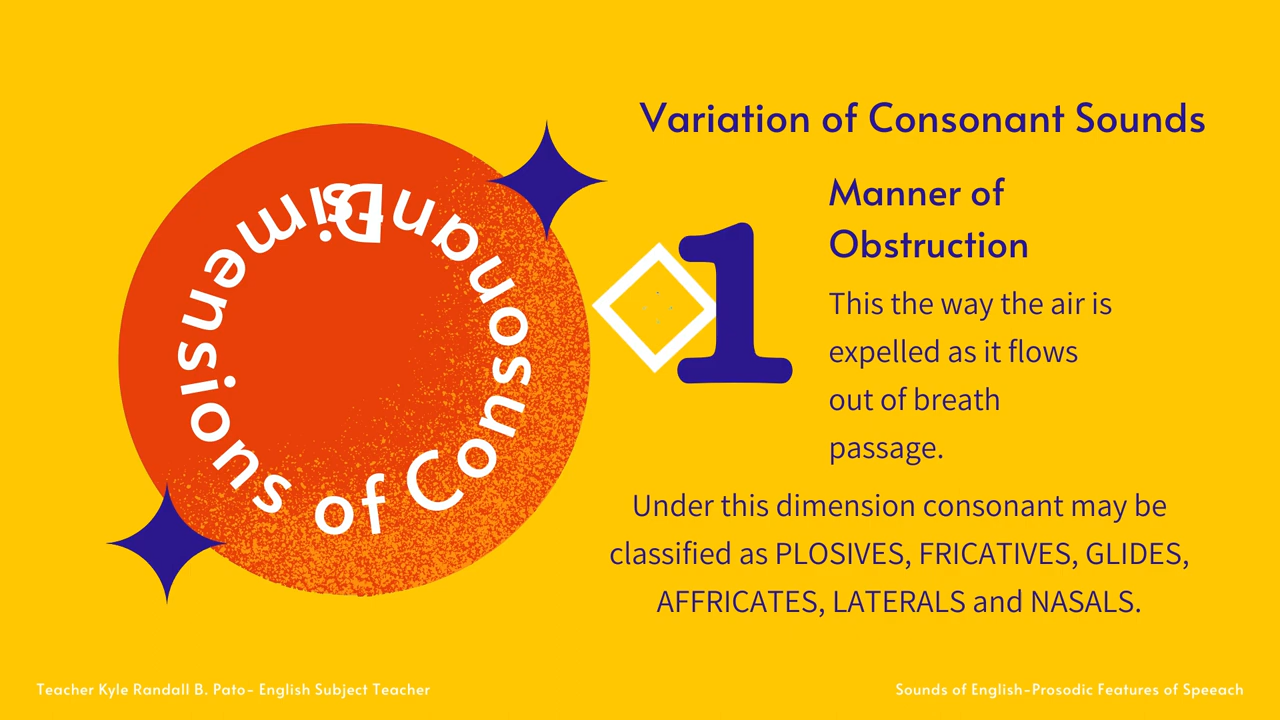 Dimensions of Consonants
Variation of Consonant Sounds
1
Manner of
Obstruction
This the way the air is
expelled as it flows
out of breath
passage.
Under this dimension consonant may be
classified as PLOSIVES, FRICATIVES, GLIDES,
AFFRICATES, LATERALS and NASALS.
Teacher Kyle Randall B. Pato- English Subject Teacher
Sounds of English-Prosodic Features of Speeach